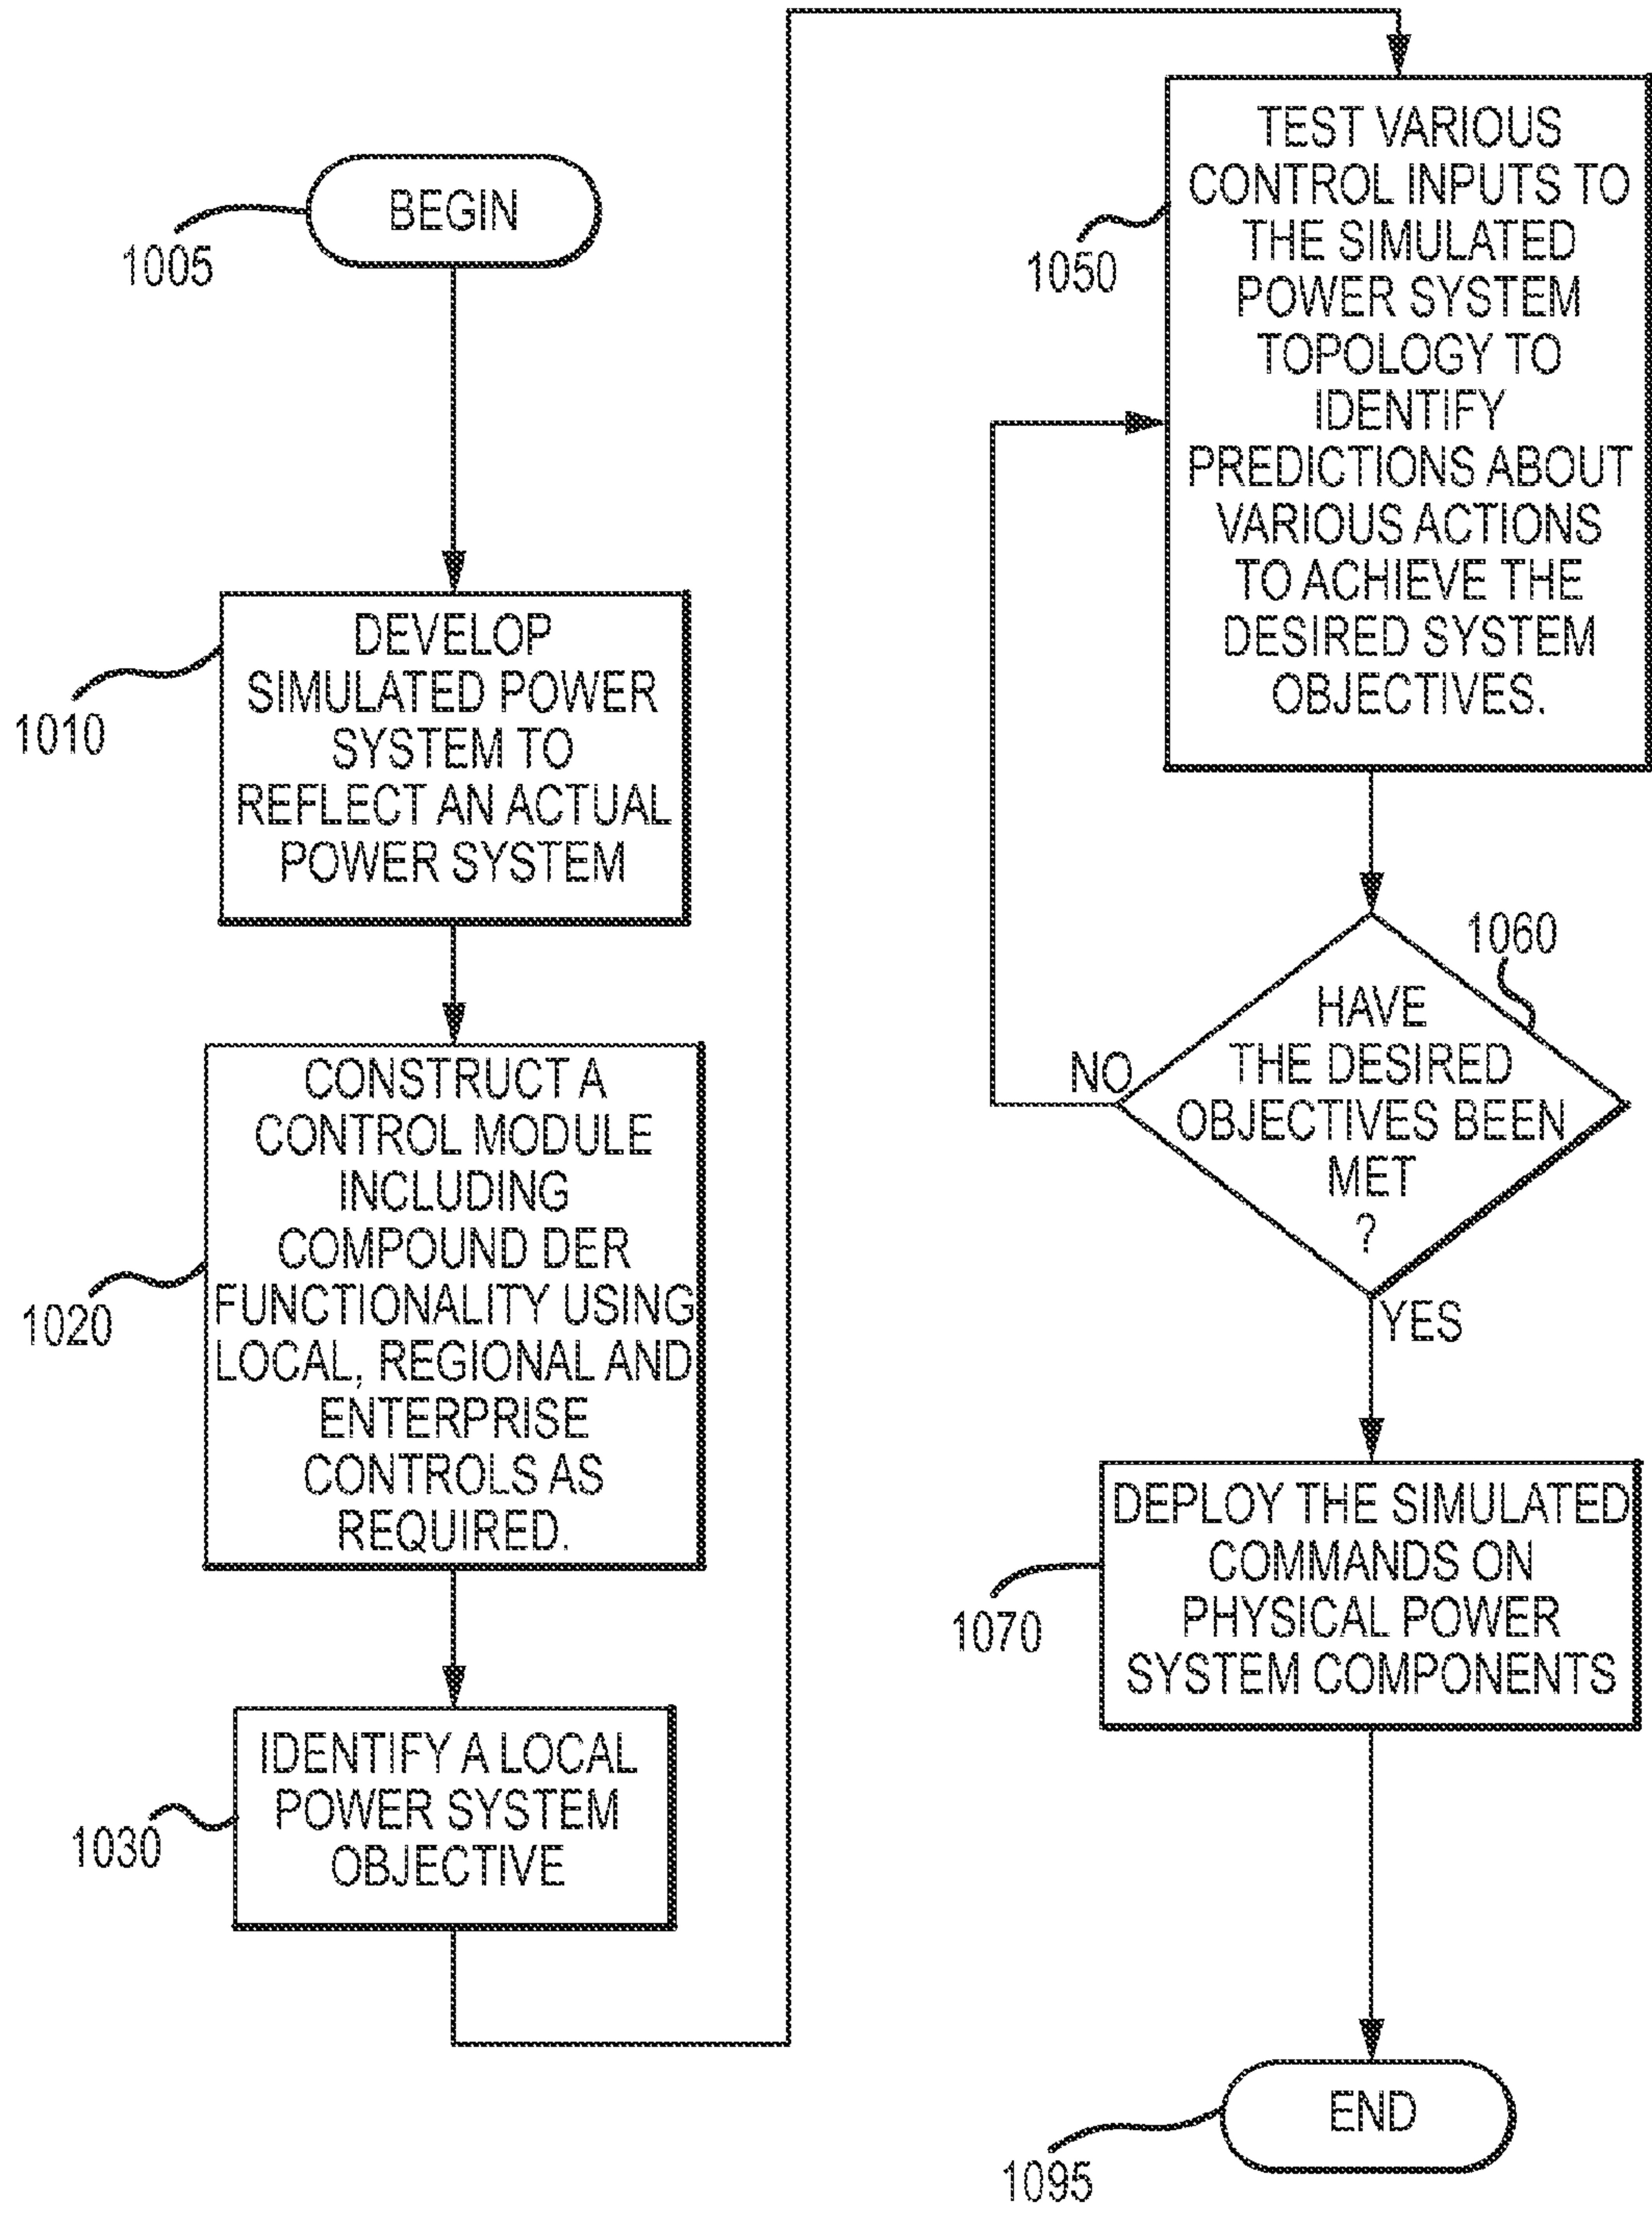 BEGIN
1005
DEVELOP
SIMULATED POWER
SYSTEM TO
REFLECT AN ACTUAL
POWER SYSTEM
1010
CONSTRUCT A
CONTROL MODULE
INCLUDING
COMPOUND DER
FUNCTIONALITY USING
LOCAL, REGIONAL AND
ENTERPRISE
CONTROLS AS
REQUIRED.
1020
IDENTIFY A LOCAL
POWER SYSTEM
OBJECTIVE
1030
TEST VARIOUS
CONTROL INPUTS TO
THE SIMULATED
POWER SYSTEM
TOPOLOGY TO
IDENTIFY
PREDICTIONS ABOUT
VARIOUS ACTIONS
TO ACHIEVE THE
DESIRED SYSTEM
OBJECTIVES.
1050
1060
HAVE
THE DESIRED
OBJECTIVES BEEN
MET
?
NO
YES
DEPLOY THE SIMULATED
COMMANDS ON
PHYSICAL POWER
SYSTEM COMPONENTS
1070
END
1095